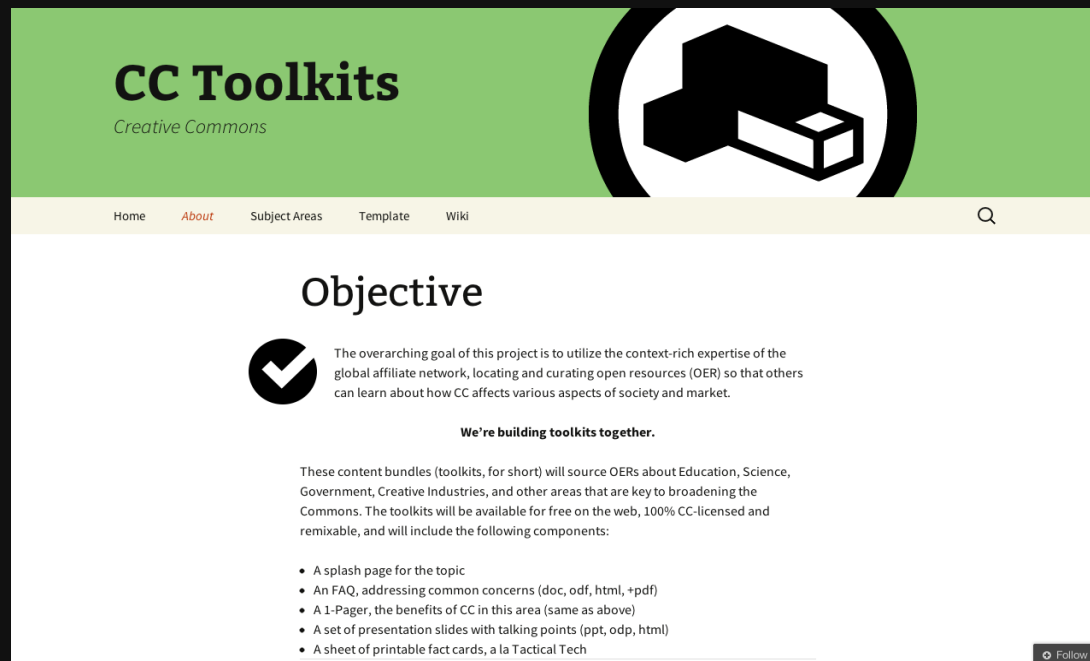 CC Toolkits
Creative Commons
Home About Subject Areas Template Wiki
Objective
The overarching goal of this project is to utilize the context-rich expertise of the
global affiliate network, locating and curating open resources (OER) so that others
can learn about how CC affects various aspects of society and market.
We're building toolkits together.
These content bundles (toolkits, for short) will source OERs about Education, Science,
Government, Creative Industries, and other areas that are key to broadening the
Commons. The toolkits will be available for free on the web, 100% CC-licensed and
remixable, and will include the following components:
• A splash page for the topic
• An FAQ, addressing common concerns (doc, odf, html, +pdf)
• A 1-Pager, the benefits of CC in this area (same as above)
• A set of presentation slides with talking points (ppt, odp, html)
• A sheet of printable fact cards, a la Tactical Tech
Follow